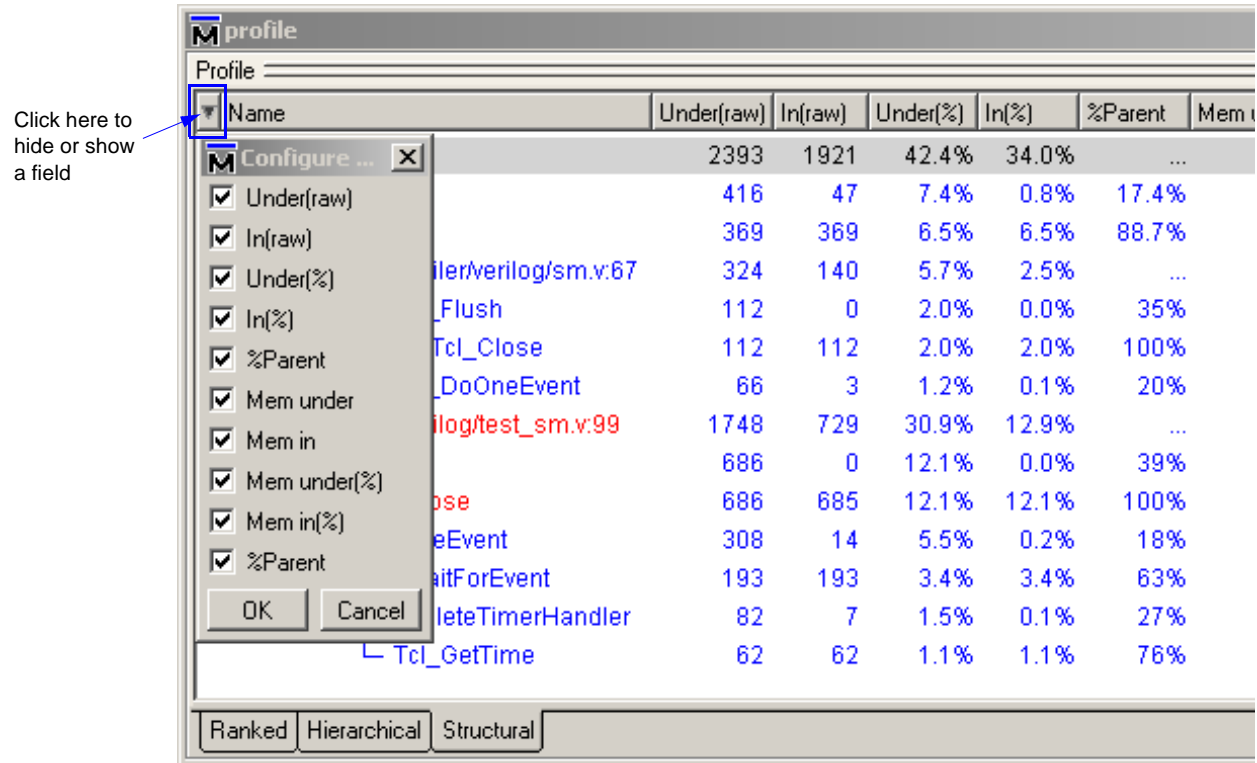 profile
Profile
Click here to
hide or show
a field
Name Under(raw) In(raw) Under(%) In(%) %Parent Mem u
Configure ...
Under(raw)
In(raw)
Under(%)
In(%)
%Parent
Mem under
Mem in
Mem under(%)
Mem in(%)
%Parent
OK Cancel
2393 1921 42.4% 34.0% ...
416 47 7.4% 0.8% 17.4%
369 369 6.5% 6.5% 88.7%
iler/verilog/sm.v:67 324 140 5.7% 2.5% ...
_Flush 112 0 2.0% 0.0% 35%
Tcl_Close 112 112 2.0% 2.0% 100%
_DoOneEvent 66 3 1.2% 0.1% 20%
ilog/test_sm.v:99 1748 729 30.9% 12.9% ...
686 0 12.1% 0.0% 39%
ose 686 685 12.1% 12.1% 100%
eEvent 308 14 5.5% 0.2% 18%
aitForEvent 193 193 3.4% 3.4% 63%
leteTimerHandler 82 7 1.5% 0.1% 27%
Tcl_GetTime 62 62 1.1% 1.1% 76%
Ranked Hierarchical Structural